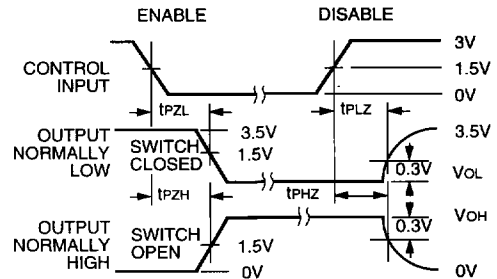 ENABLE DISABLE
3V
CONTROL INPUT 1.5V
0V
tPZL tPLZ
OUTPUT NORMALLY LOW
SWITCH CLOSED
3.5V
1.5V
3.5V
0.3V
VOL
tPZH tPHZ
VOH
0.3V
OUTPUT NORMALLY HIGH
SWITCH OPEN
1.5V
0V
0V